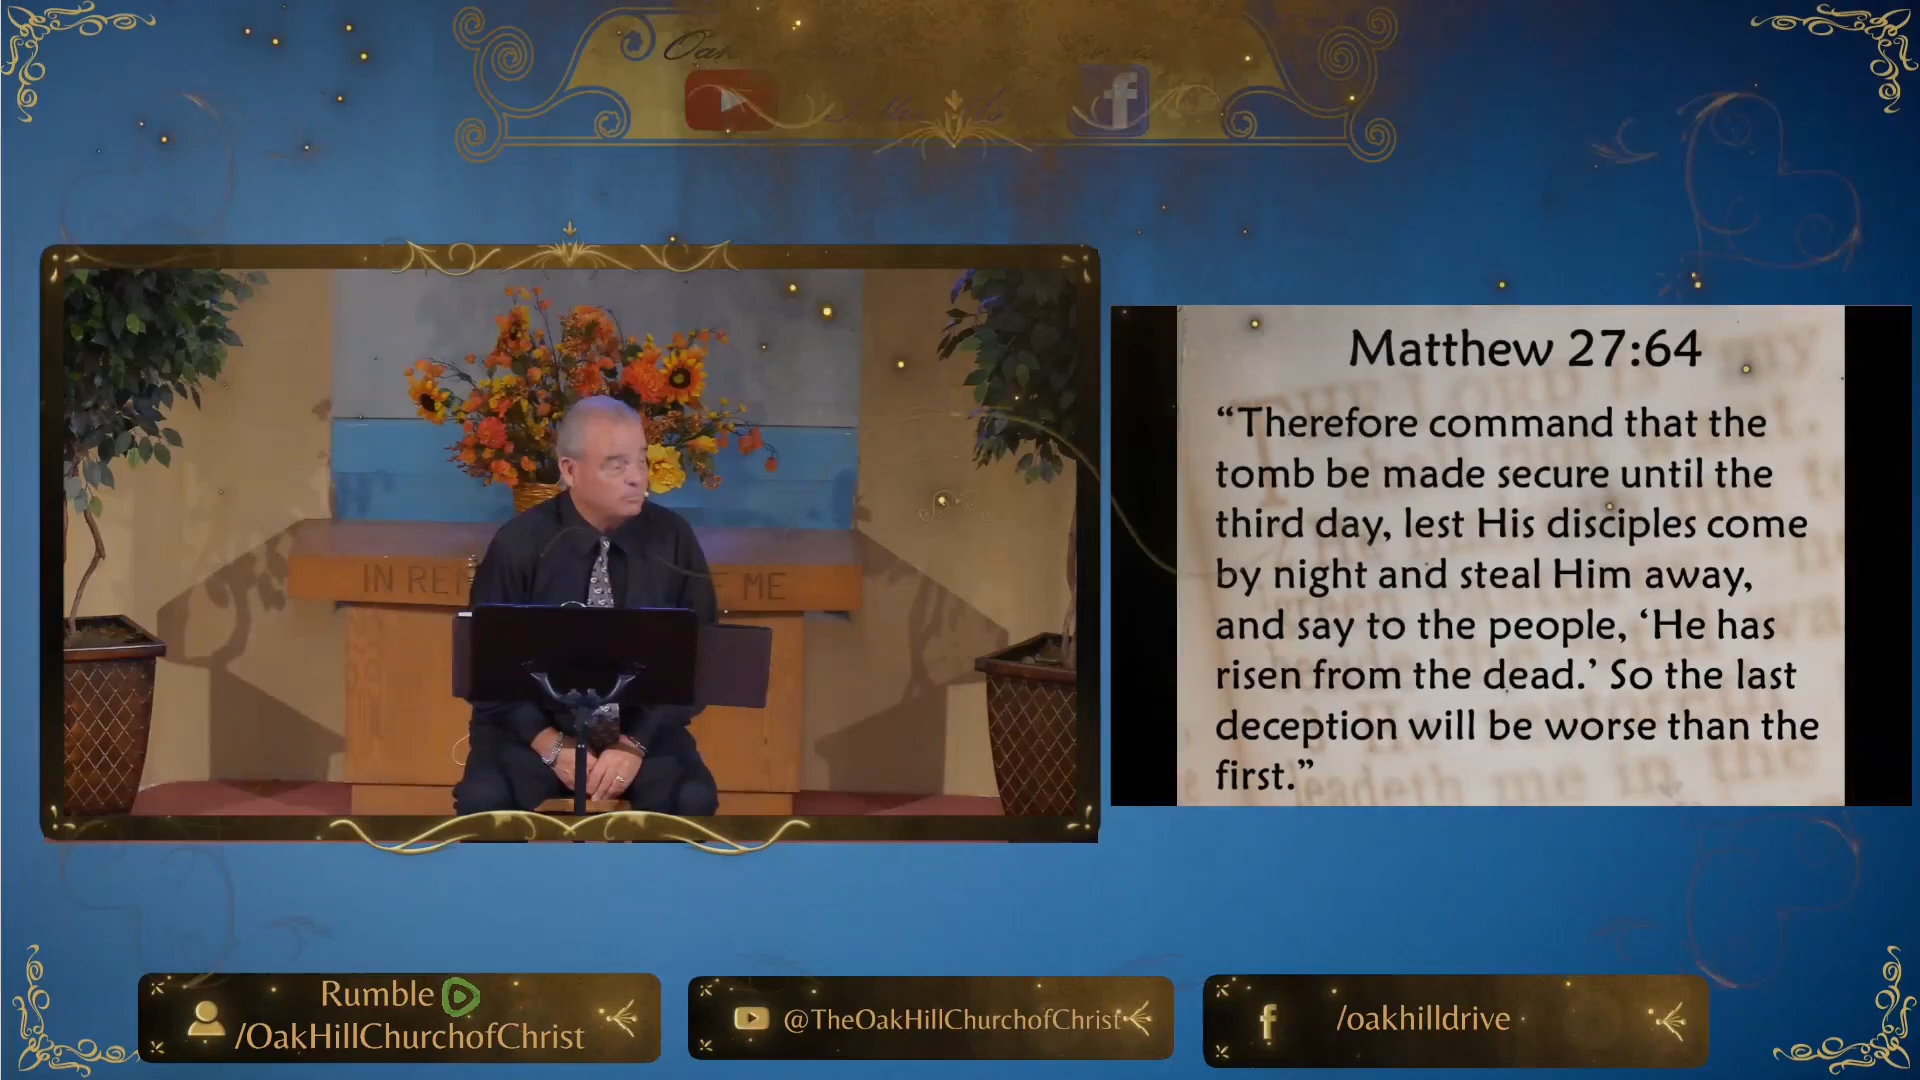 Matthew 27:64
“Therefore command that the
tomb be made secure until the
third day, lest His disciples come
by night and steal Him away,
and say to the people, ‘He has
risen from the dead.’ So the last
deception will be worse than the
first.”
IN REM
E ME
Rumble
/OakHillChurchofChrist
@TheOakHillChurchofChrist
/oakhilldrive